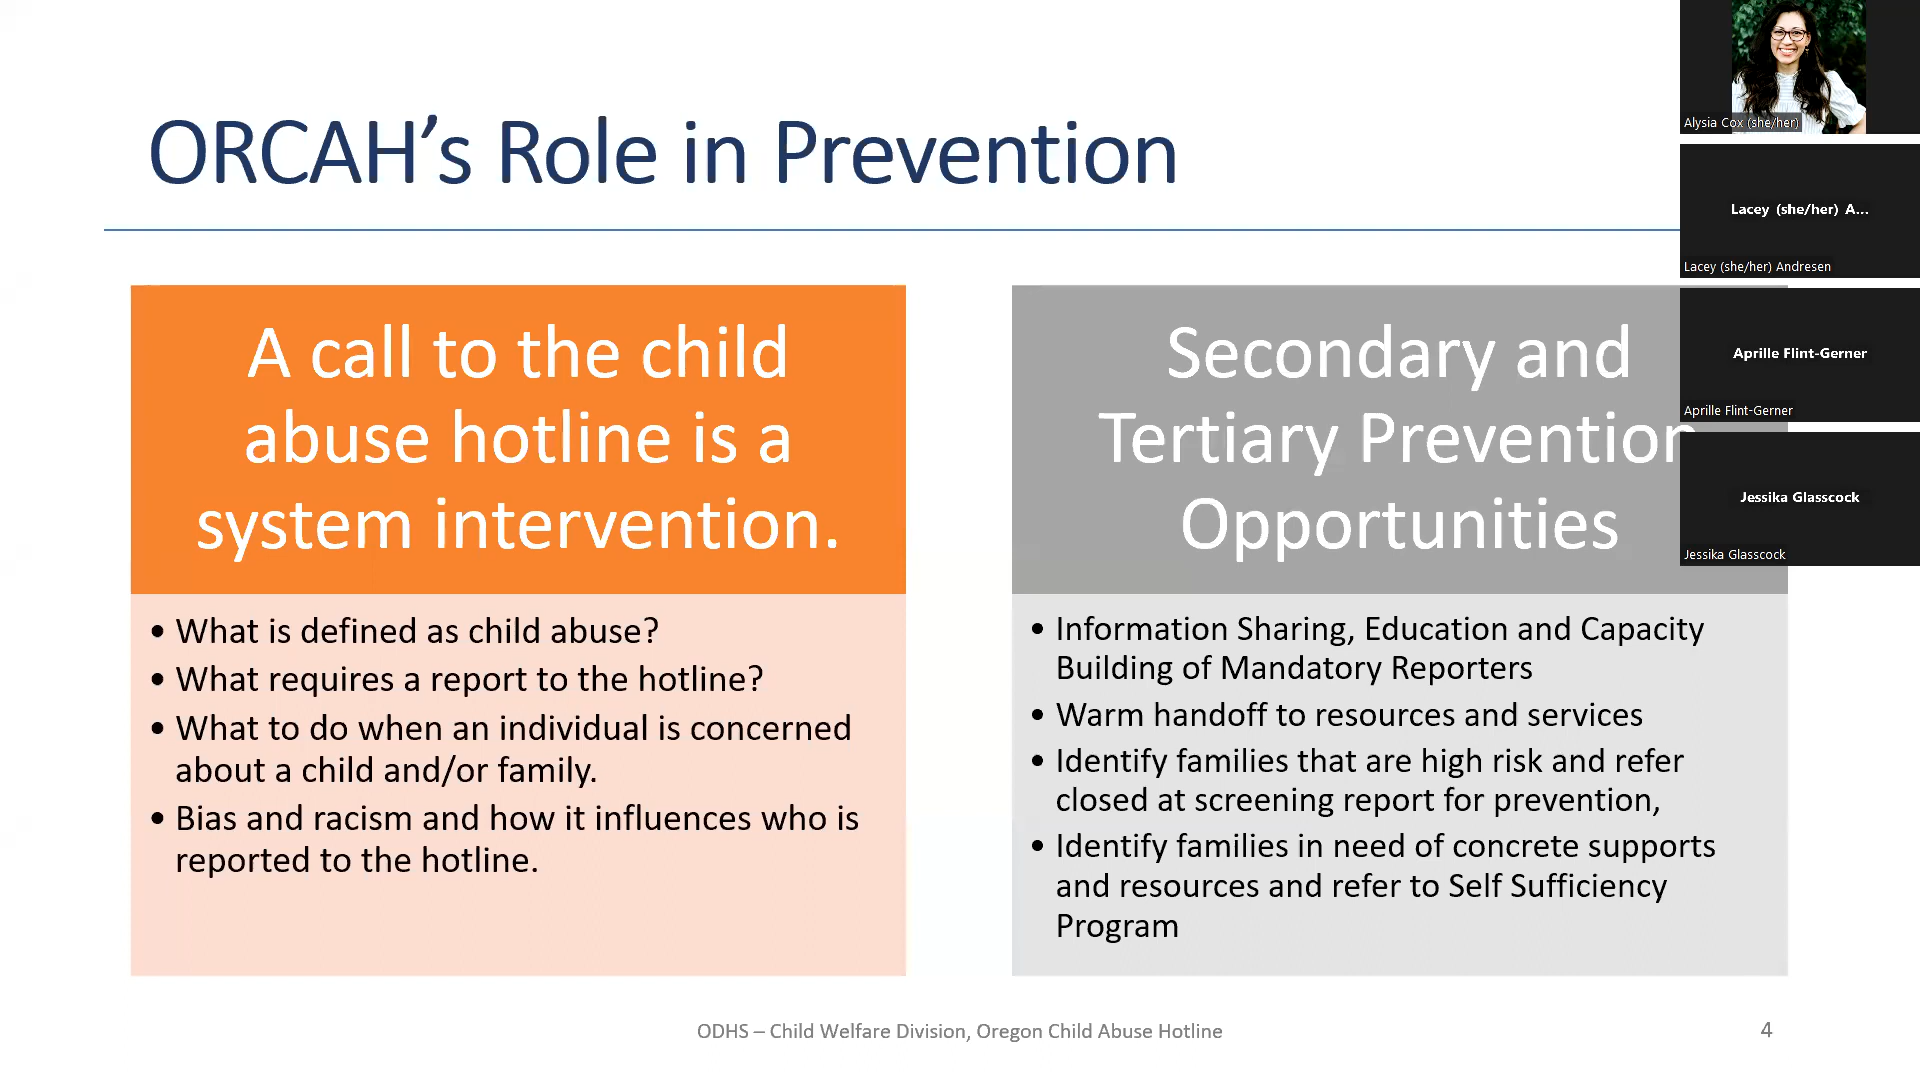 ORCAH’s Role in Prevention
A call to the child
abuse hotline is a
system intervention.
• What is defined as child abuse?
• What requires a report to the hotline?
• What to do when an individual is concerned
about a child and/or family.
• Bias and racism and how it influences who is
reported to the hotline.
Secondary and
Tertiary Prevention
Opportunities
• Information Sharing, Education and Capacity
Building of Mandatory Reporters
• Warm handoff to resources and services
• Identify families that are high risk and refer
closed at screening report for prevention,
• Identify families in need of concrete supports
and resources and refer to Self Sufficiency
Program
ODHS – Child Welfare Division, Oregon Child Abuse Hotline
4
Alysia Cox (she/her)
Lacey (she/her) A...
Lacey (she/her) Andresen
Aprille Flint-Gerner
Aprille Flint-Gerner
Jessika Glasscock
Jessika Glasscock